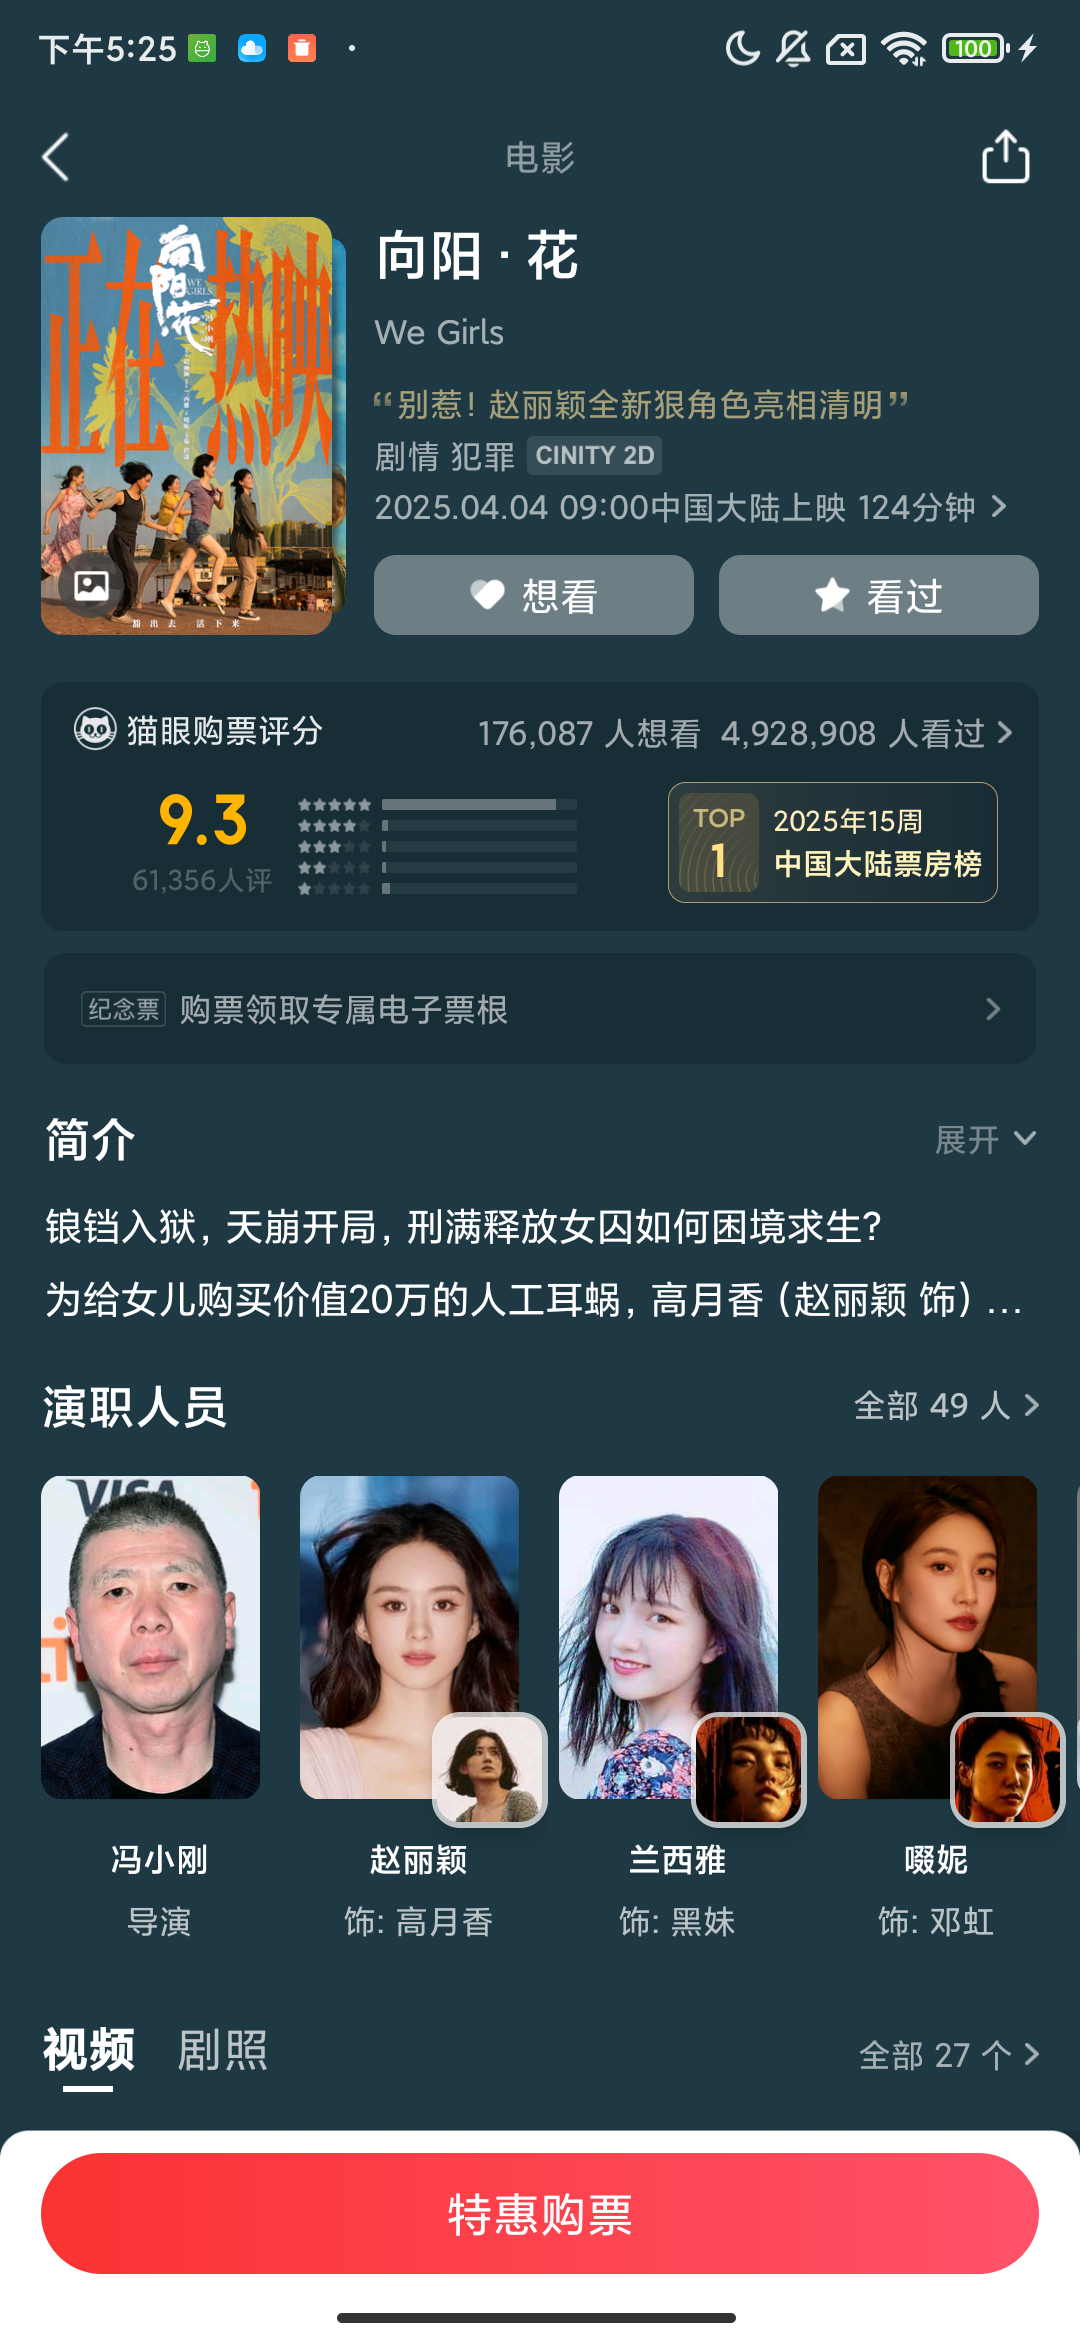 下午5:25
100
电影
向阳·花
We Girls
正在热映
向阳花
WE GIRLS
豁出去 活下来
“别惹！赵丽颖全新狠角色亮相清明”
剧情 犯罪 CINITY 2D
2025.04.04 09:00中国大陆上映 124分钟
想看
看过
猫眼购票评分
176,087 人想看 4,928,908 人看过
9.3
61,356人评
TOP 1
2025年15周
中国大陆票房榜
纪念票 购票领取专属电子票根
简介
展开
锒铛入狱，天崩开局，刑满释放女囚如何困境求生？
为给女儿购买价值20万的人工耳蜗，高月香（赵丽颖 饰）...
演职人员
全部 49 人
VISA
冯小刚
导演
赵丽颖
饰: 高月香
兰西雅
饰: 黑妹
啜妮
饰: 邓虹
视频
剧照
全部 27 个
特惠购票